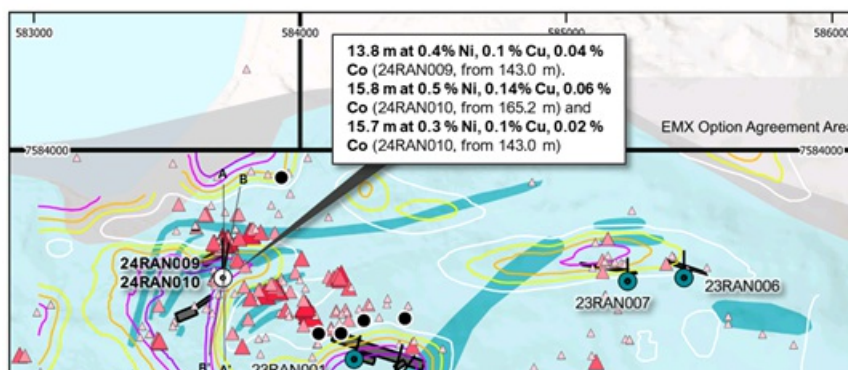 583000
584000
585000
586000
13.8 m at 0.4% Ni, 0.1 % Cu, 0.04 %
Co (24RAN009, from 143.0 m).
15.8 m at 0.5 % Ni, 0.14% Cu, 0.06 %
Co (24RAN010, from 165.2 m) and
15.7 m at 0.3 % Ni, 0.1% Cu, 0.02 %
Co (24RAN010, from 143.0 m)
EMX Option Agreement Area
7584000
7584000
A
B
24RAN009
24RAN010
23RAN007
23RAN006
23RAN001
B'
A'